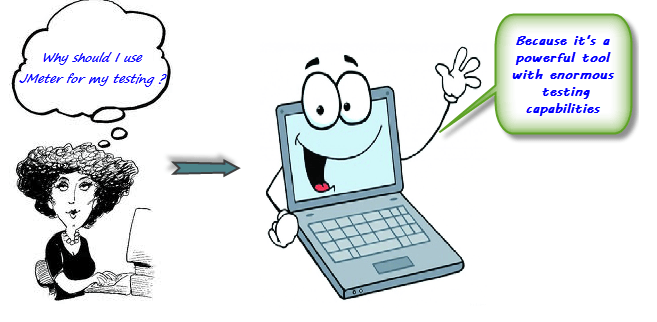 Why should I use
JMeter for my testing ?
Because it's a
powerful tool
with enormous
testing
capabilities